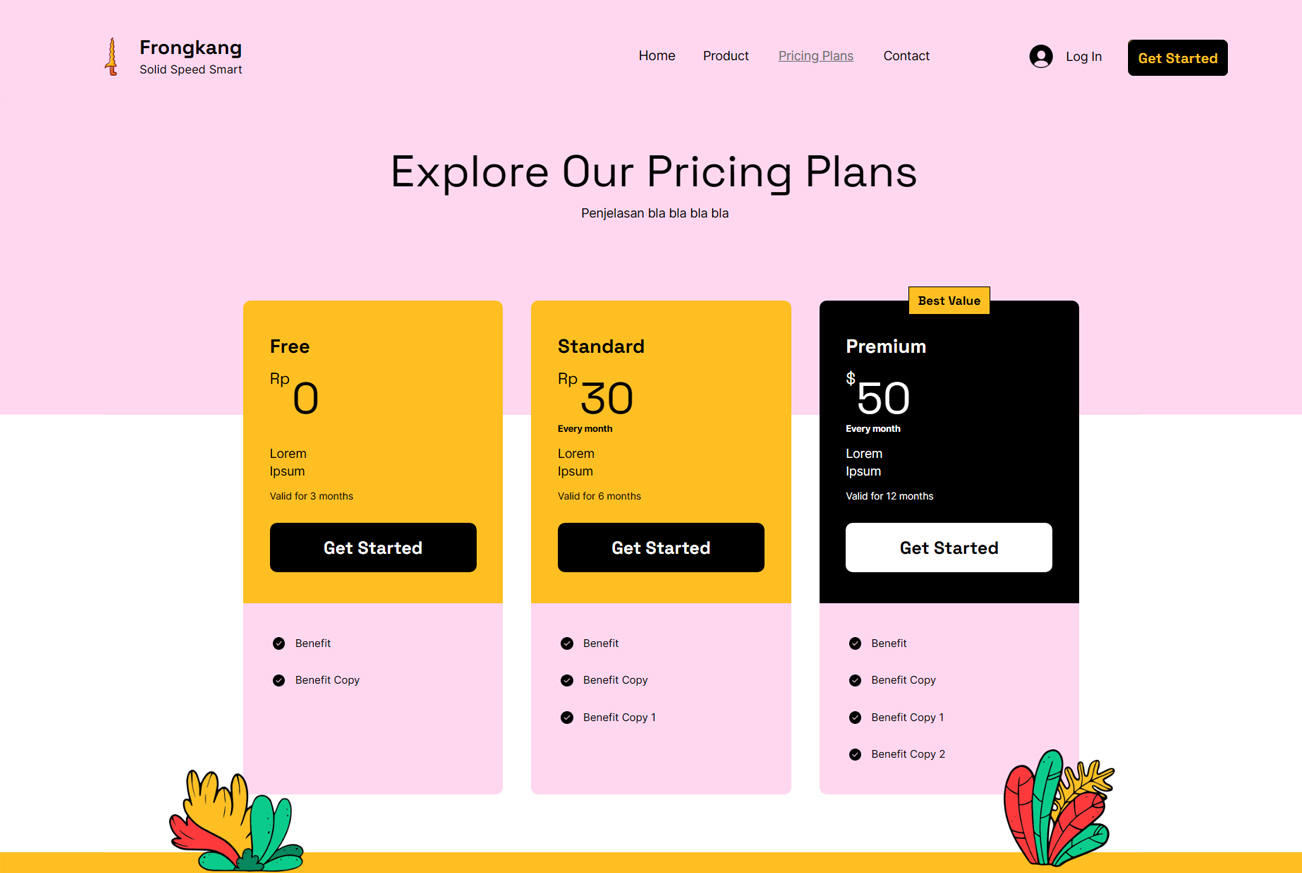 Frongkang
Solid Speed Smart
Home
Product
Pricing Plans
Contact
Log In
Get Started
Explore Our Pricing Plans
Penjelasan bla bla bla bla
Free
Rp 0
Lorem
Ipsum
Valid for 3 months
Get Started
Benefit
Benefit Copy
Standard
Rp 30
Every month
Lorem
Ipsum
Valid for 6 months
Get Started
Benefit
Benefit Copy
Benefit Copy 1
Best Value
Premium
$ 50
Every month
Lorem
Ipsum
Valid for 12 months
Get Started
Benefit
Benefit Copy
Benefit Copy 1
Benefit Copy 2